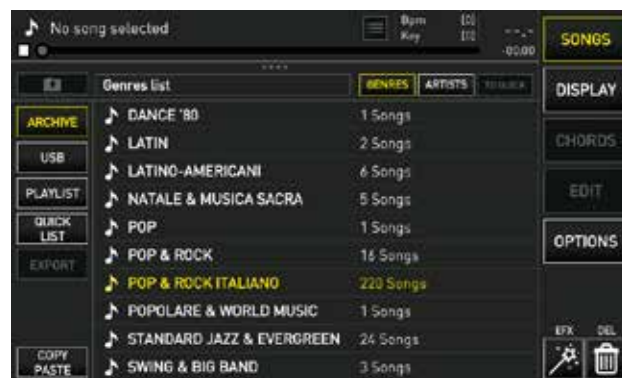 No song selected
Bpm [0]
Key [0]
--.-
-00:00
SONGS
Genres list
GENRES
ARTISTS
DISPLAY
ARCHIVE
USB
PLAYLIST
QUICK
LIST
EXPORT
COPY
PASTE
DANCE '80 1 Songs
LATIN 2 Songs
LATINO-AMERICANI 6 Songs
NATALE & MUSICA SACRA 5 Songs
POP 1 Songs
POP & ROCK 16 Songs
POP & ROCK ITALIANO 220 Songs
POPOLARE & WORLD MUSIC 1 Songs
STANDARD JAZZ & EVERGREEN 24 Songs
SWING & BIG BAND 3 Songs
CHORDS
EDIT
OPTIONS
EFX DEL